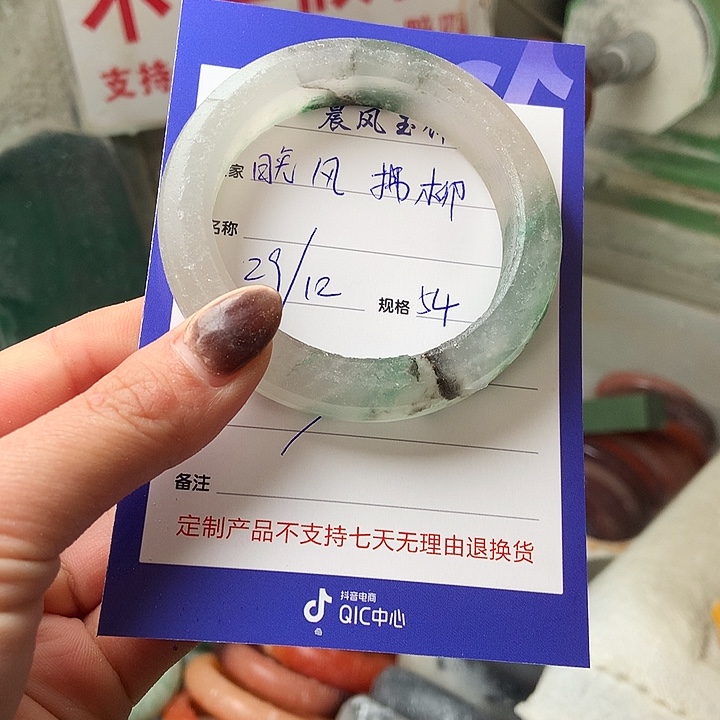 支持
晨风玉
家 晚风拂柳
名称
29/12 规格 54
备注
定制产品不支持七天无理由退换货
抖音电商
QIC中心